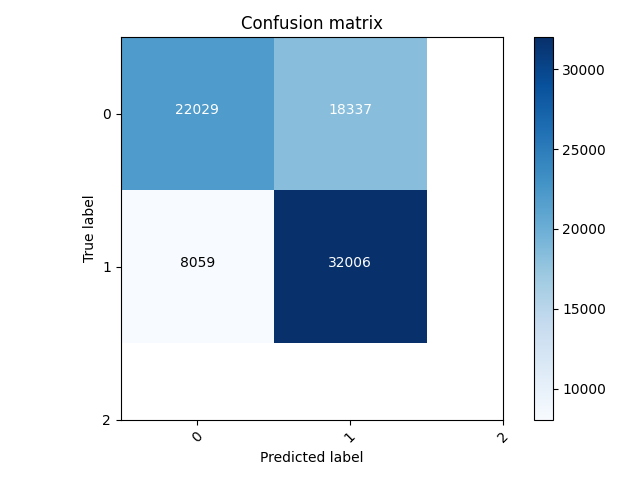 Confusion matrix
True label
0
22029 18337
1
8059 32006
2
0 1 2
Predicted label
30000
25000
20000
15000
10000